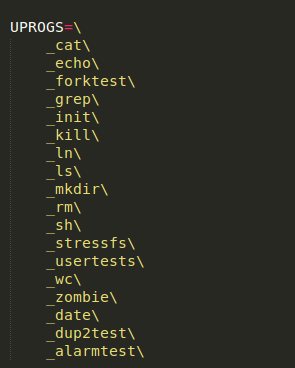 UPROGS=\
_cat\
_echo\
_forktest\
_grep\
_init\
_kill\
_ln\
_ls\
_mkdir\
_rm\
_sh\
_stressfs\
_usertests\
_wc\
_zombie\
_date\
_dup2test\
_alarmtest\